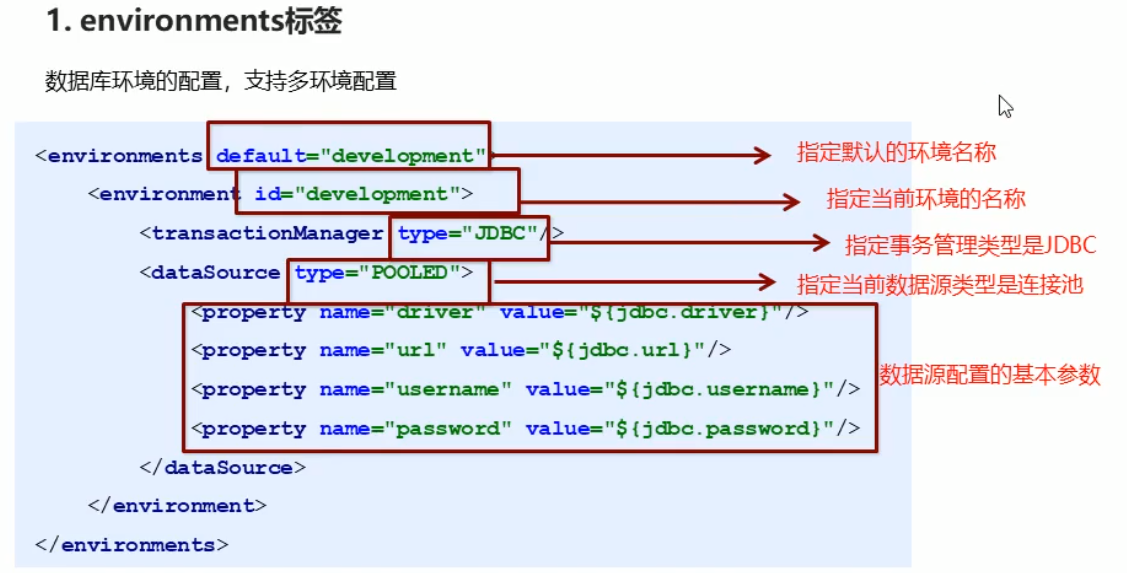 1. environments标签
数据库环境的配置，支持多环境配置
<environments default="development">
指定默认的环境名称
<environment id="development">
指定当前环境的名称
<transactionManager type="JDBC"/>
指定事务管理类型是JDBC
<dataSource type="POOLED">
指定当前数据源类型是连接池
<property name="driver" value="${jdbc.driver}"/>
<property name="url" value="${jdbc.url}"/>
<property name="username" value="${jdbc.username}"/>
数据源配置的基本参数
<property name="password" value="${jdbc.password}"/>
</dataSource>
</environment>
</environments>